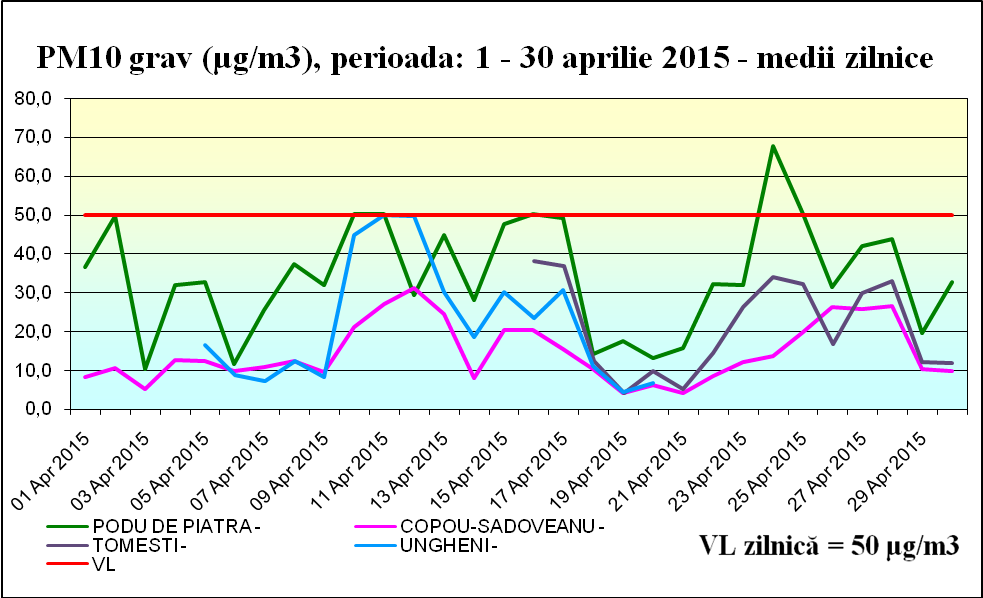 PM10 grav (µg/m3), perioada: 1 - 30 aprilie 2015 - medii zilnice
80,0
70,0
60,0
50,0
40,0
30,0
20,0
10,0
0,0
01 Apr 2015
03 Apr 2015
05 Apr 2015
07 Apr 2015
09 Apr 2015
11 Apr 2015
13 Apr 2015
15 Apr 2015
17 Apr 2015
19 Apr 2015
21 Apr 2015
23 Apr 2015
25 Apr 2015
27 Apr 2015
29 Apr 2015
PODU DE PIATRA -
COPOU-SADOVEANU -
TOMESTI -
UNGHENI -
VL
VL zilnică = 50 µg/m3